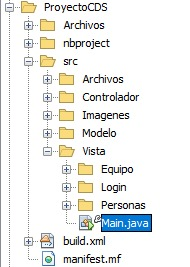 ProyectoCDS
Archivos
nbproject
src
Archivos
Controlador
Imagenes
Modelo
Vista
Equipo
Login
Personas
Main.java
build.xml
manifest.mf